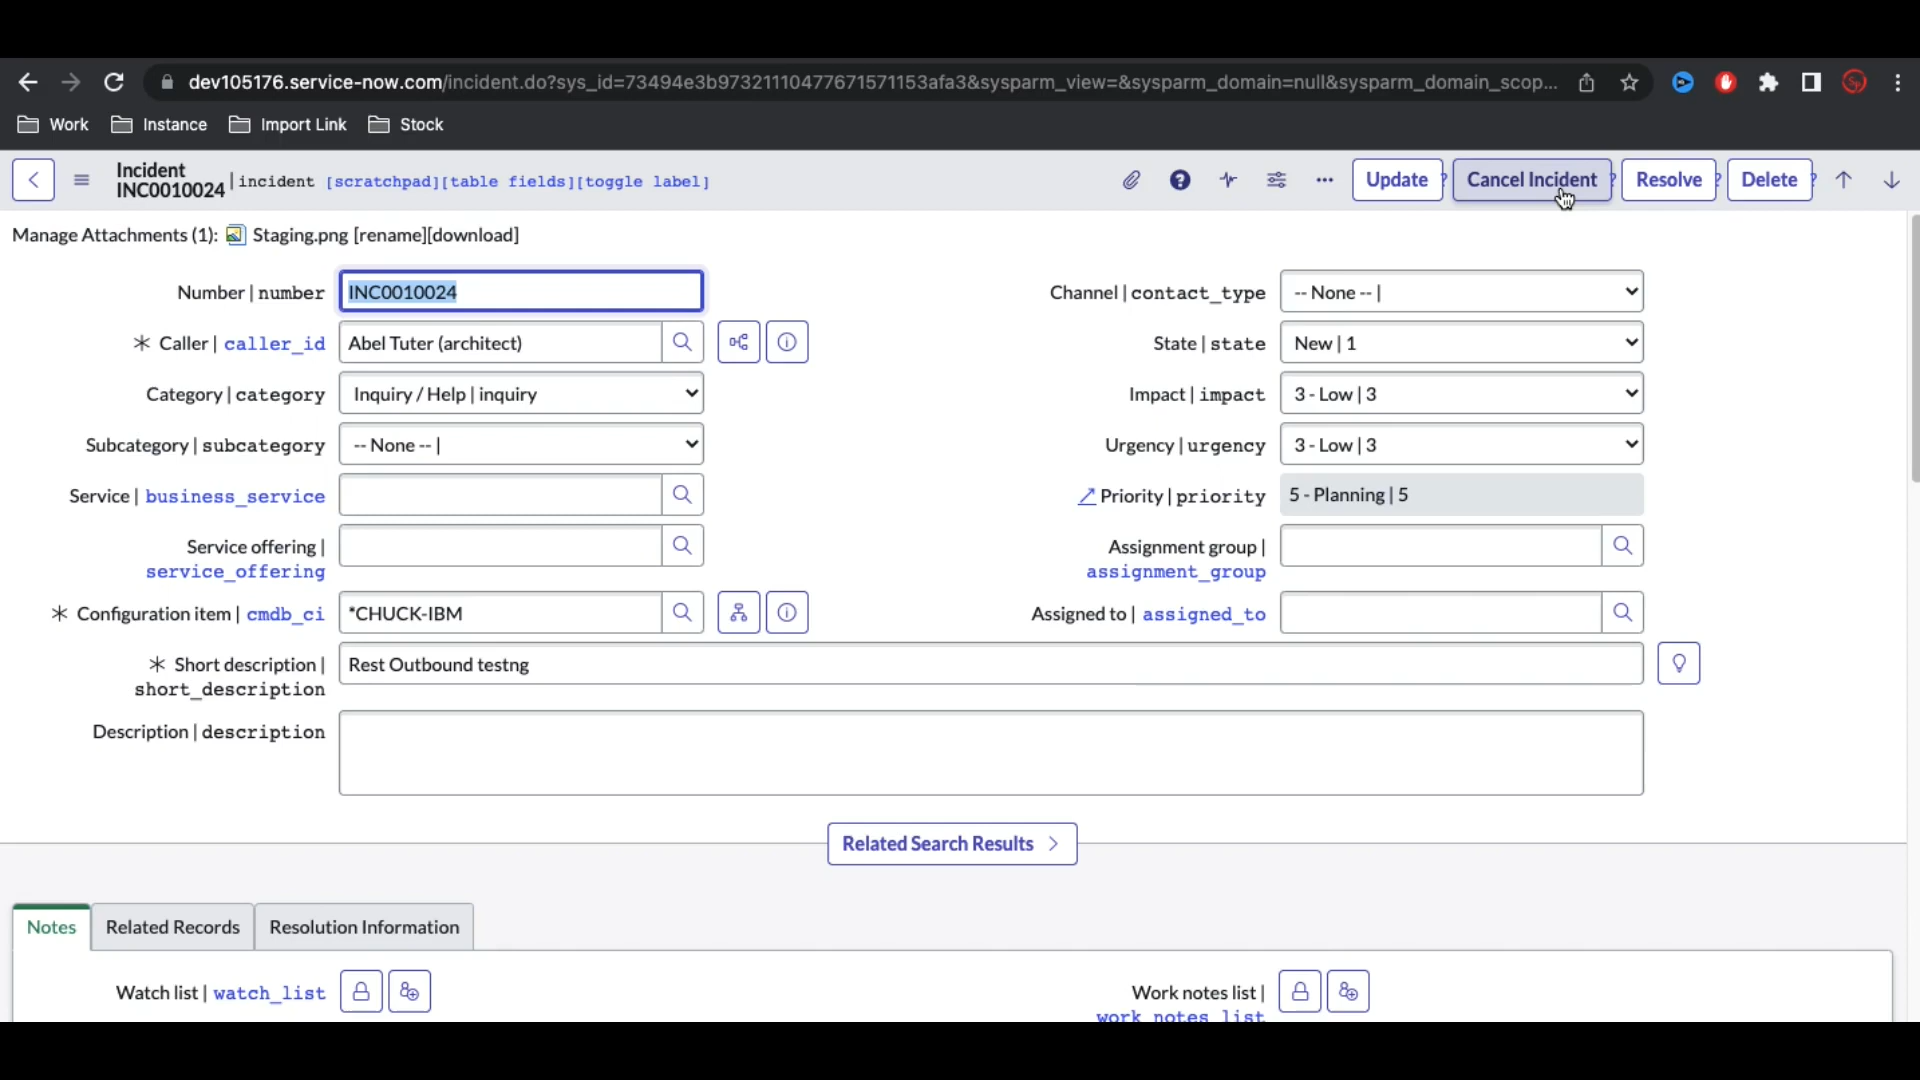 dev105176.service-now.com/incident.do?sys_id=73494e3b97321110477671571153afa3&sysparm_view=&sysparm_domain=null&sysparm_domain_scop...
Work Instance Import Link Stock
Incident
INC0010024 | incident [scratchpad][table fields][toggle label]
Update ? Cancel Incident ? Resolve ? Delete ?
Manage Attachments (1): Staging.png [rename][download]
Number | number INC0010024 Channel | contact_type -- None -- |
Caller | caller_id Abel Tuter (architect) State | state New | 1
Category | category Inquiry / Help | inquiry Impact | impact 3 - Low | 3
Subcategory | subcategory -- None -- | Urgency | urgency 3 - Low | 3
Service | business_service Priority | priority 5 - Planning | 5
Service offering | Assignment group |
service_offering assignment_group
Configuration item | cmdb_ci *CHUCK-IBM Assigned to | assigned_to
Short description | Rest Outbound testng
short_description
Description | description
Related Search Results
Notes Related Records Resolution Information
Watch list | watch_list Work notes list |
work_notes_list